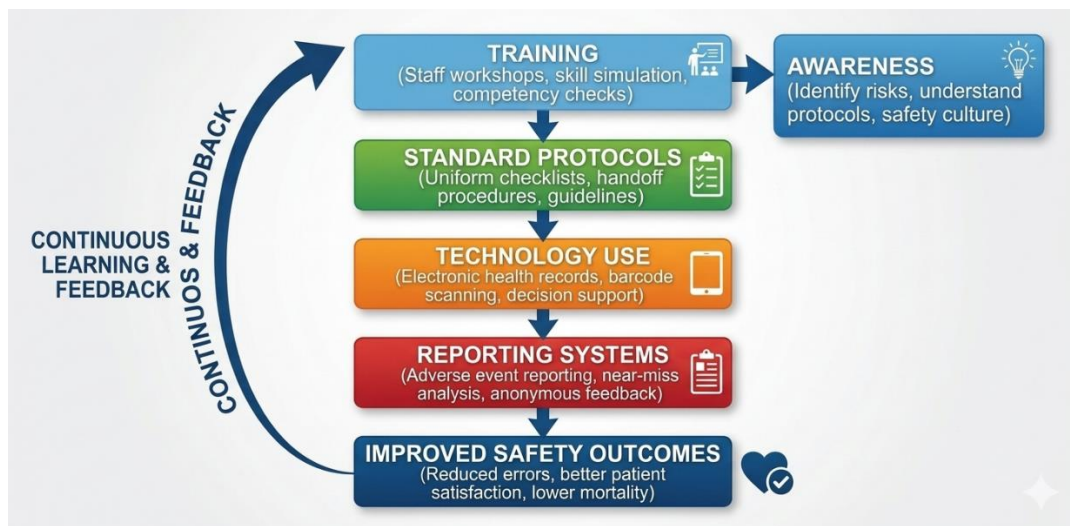 TRAINING
(Staff workshops, skill simulation,
competency checks)
AWARENESS
(Identify risks, understand
protocols, safety culture)
STANDARD PROTOCOLS
(Uniform checklists, handoff
procedures, guidelines)
CONTINUOUS
LEARNING &
FEEDBACK
CONTINUOS & FEEDBACK
TECHNOLOGY USE
(Electronic health records, barcode
scanning, decision support)
REPORTING SYSTEMS
(Adverse event reporting, near-miss
analysis, anonymous feedback)
IMPROVED SAFETY OUTCOMES
(Reduced errors, better patient
satisfaction, lower mortality)